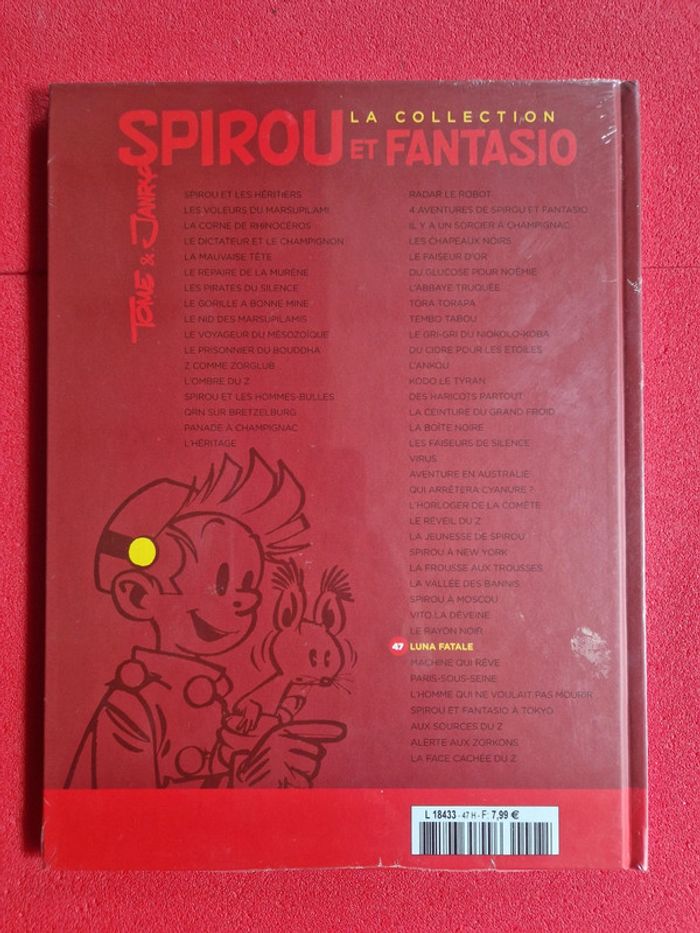 LA COLLECTION
SPIROU ET FANTASIO
TOME & JANRY
SPIROU ET LES HÉRITIERS
LES VOLEURS DU MARSUPILAMI
LA CORNE DE RHINOCÉROS
LE DICTATEUR ET LE CHAMPIGNON
LA MAUVAISE TÊTE
LE REPAIRE DE LA MURÈNE
LES PIRATES DU SILENCE
LE GORILLE A BONNE MINE
LE NID DES MARSUPILAMIS
LE VOYAGEUR DU MÉSOZOÏQUE
LE PRISONNIER DU BOUDDHA
Z COMME ZORGLUB
L'OMBRE DU Z
SPIROU ET LES HOMMES-BULLES
QRN SUR BRETZELBURG
PANADE À CHAMPIGNAC
L'HÉRITAGE
RADAR LE ROBOT
4 AVENTURES DE SPIROU ET FANTASIO
IL Y A UN SORCIER À CHAMPIGNAC
LES CHAPEAUX NOIRS
LE FAISEUR D'OR
DU GLUCOSE POUR NOÉMIE
L'ABBAYE TRUQUÉE
TORA TORAPA
TEMBO TABOU
LE GRI-GRI DU NIOKOLO-KOBA
DU CIDRE POUR LES ÉTOILES
L'ANKOU
KODO LE TYRAN
DES HARICOTS PARTOUT
LA CEINTURE DU GRAND FROID
LA BOÎTE NOIRE
LES FAISEURS DE SILENCE
VIRUS
AVENTURE EN AUSTRALIE
QUI ARRÊTERA CYANURE ?
L'HORLOGER DE LA COMÈTE
LE RÉVEIL DU Z
LA JEUNESSE DE SPIROU
SPIROU À NEW YORK
LA FROUSSE AUX TROUSSES
LA VALLÉE DES BANNIS
SPIROU À MOSCOU
VITO LA DÉVEINE
LE RAYON NOIR
47 LUNA FATALE
MACHINE QUI RÊVE
PARIS-SOUS-SEINE
L'HOMME QUI NE VOULAIT PAS MOURIR
SPIROU ET FANTASIO À TOKYO
AUX SOURCES DU Z
ALERTE AUX ZORKONS
LA FACE CACHÉE DU Z
L 18433 - 47 H - F: 7,99 €